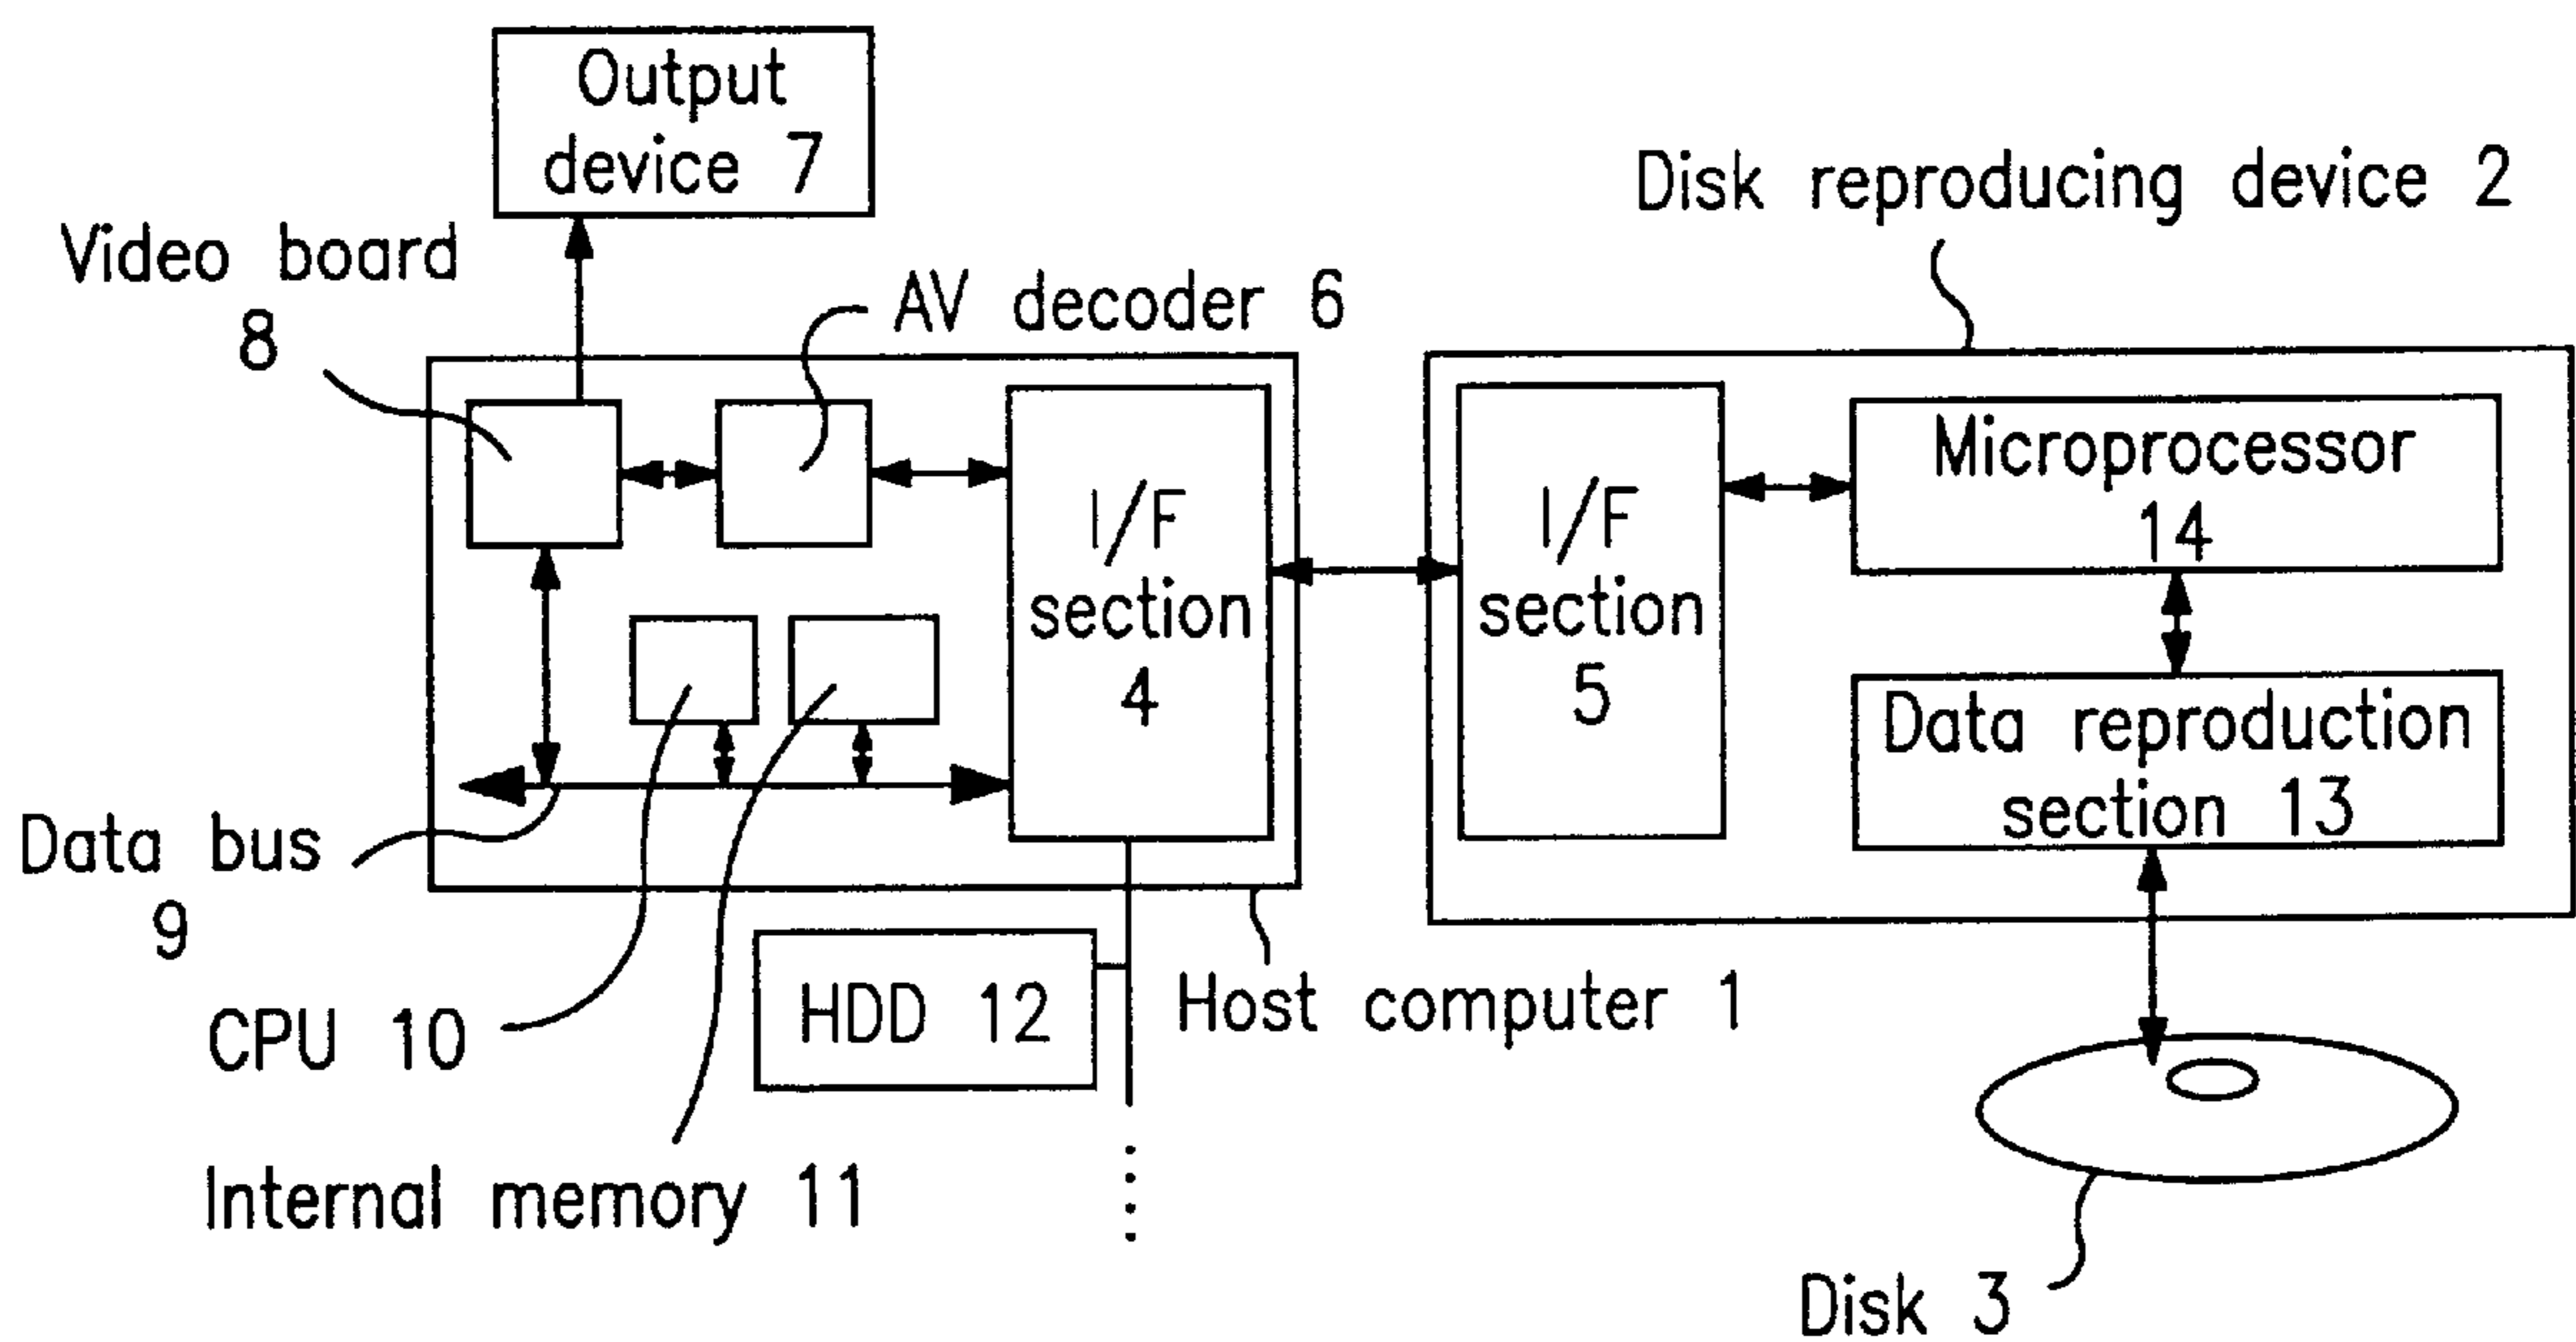 Output
device 7
Disk reproducing device 2
Video board
8
AV decoder 6
I/F
section
4
I/F
section
5
Microprocessor
14
Data reproduction
section 13
Data bus
9
CPU 10
HDD 12
Host computer 1
Internal memory 11
Disk 3